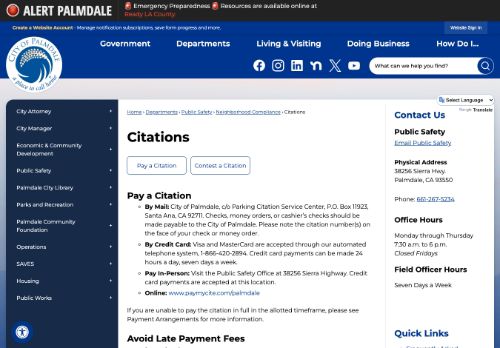 ALERT PALMDALE
🚨 Emergency Preparedness 🚨 Resources are available online at
Ready LA County.
Create a Website Account - Manage notification subscriptions, save form progress and more.
Website Sign In
CITY OF PALMDALE
a place to call home
Government
Departments
Living & Visiting
Doing Business
How Do I...
What can we help you find?
Select Language
Google Translate
City Attorney
City Manager
Economic & Community
Development
Public Safety
Palmdale City Library
Parks and Recreation
Palmdale Community
Foundation
Operations
SAVES
Housing
Public Works
Home › Departments › Public Safety › Neighborhood Compliance › Citations
Citations
Pay a Citation
Contest a Citation
Pay a Citation
• By Mail: City of Palmdale, c/o Parking Citation Service Center, P.O. Box 11923,
Santa Ana, CA 92711. Checks, money orders, or cashier's checks should be
made payable to the City of Palmdale. Please note the citation number(s) on
the face of your check or money order.
• By Credit Card: Visa and MasterCard are accepted through our automated
telephone system, 1-866-420-2894. Credit card payments can be made 24
hours a day, seven days a week.
• Pay In-Person: Visit the Public Safety Office at 38256 Sierra Highway. Credit
card payments are accepted at this location.
• Online: www.paymycite.com/palmdale
If you are unable to pay the citation in full in the allotted timeframe, please see
Payment Arrangements for more information.
Avoid Late Payment Fees
Contact Us
Public Safety
Email Public Safety
Physical Address
38256 Sierra Hwy.
Palmdale, CA 93550
Phone: 661-267-5234
Office Hours
Monday through Thursday
7:30 a.m. to 6 p.m.
Closed Fridays
Field Officer Hours
Seven Days a Week
Quick Links